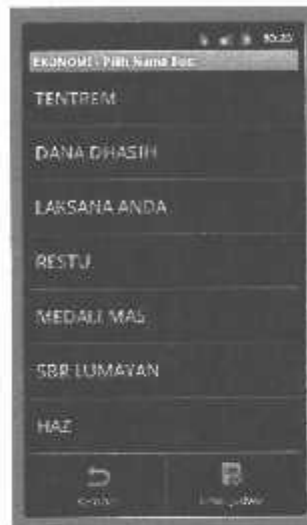 EKONOMI - Pilih Nama Bus
TENTREM
DANA DHASIH
LAKSANA ANDA
RESTU
MEDALI MAS
SBR LUMAYAN
HAZ